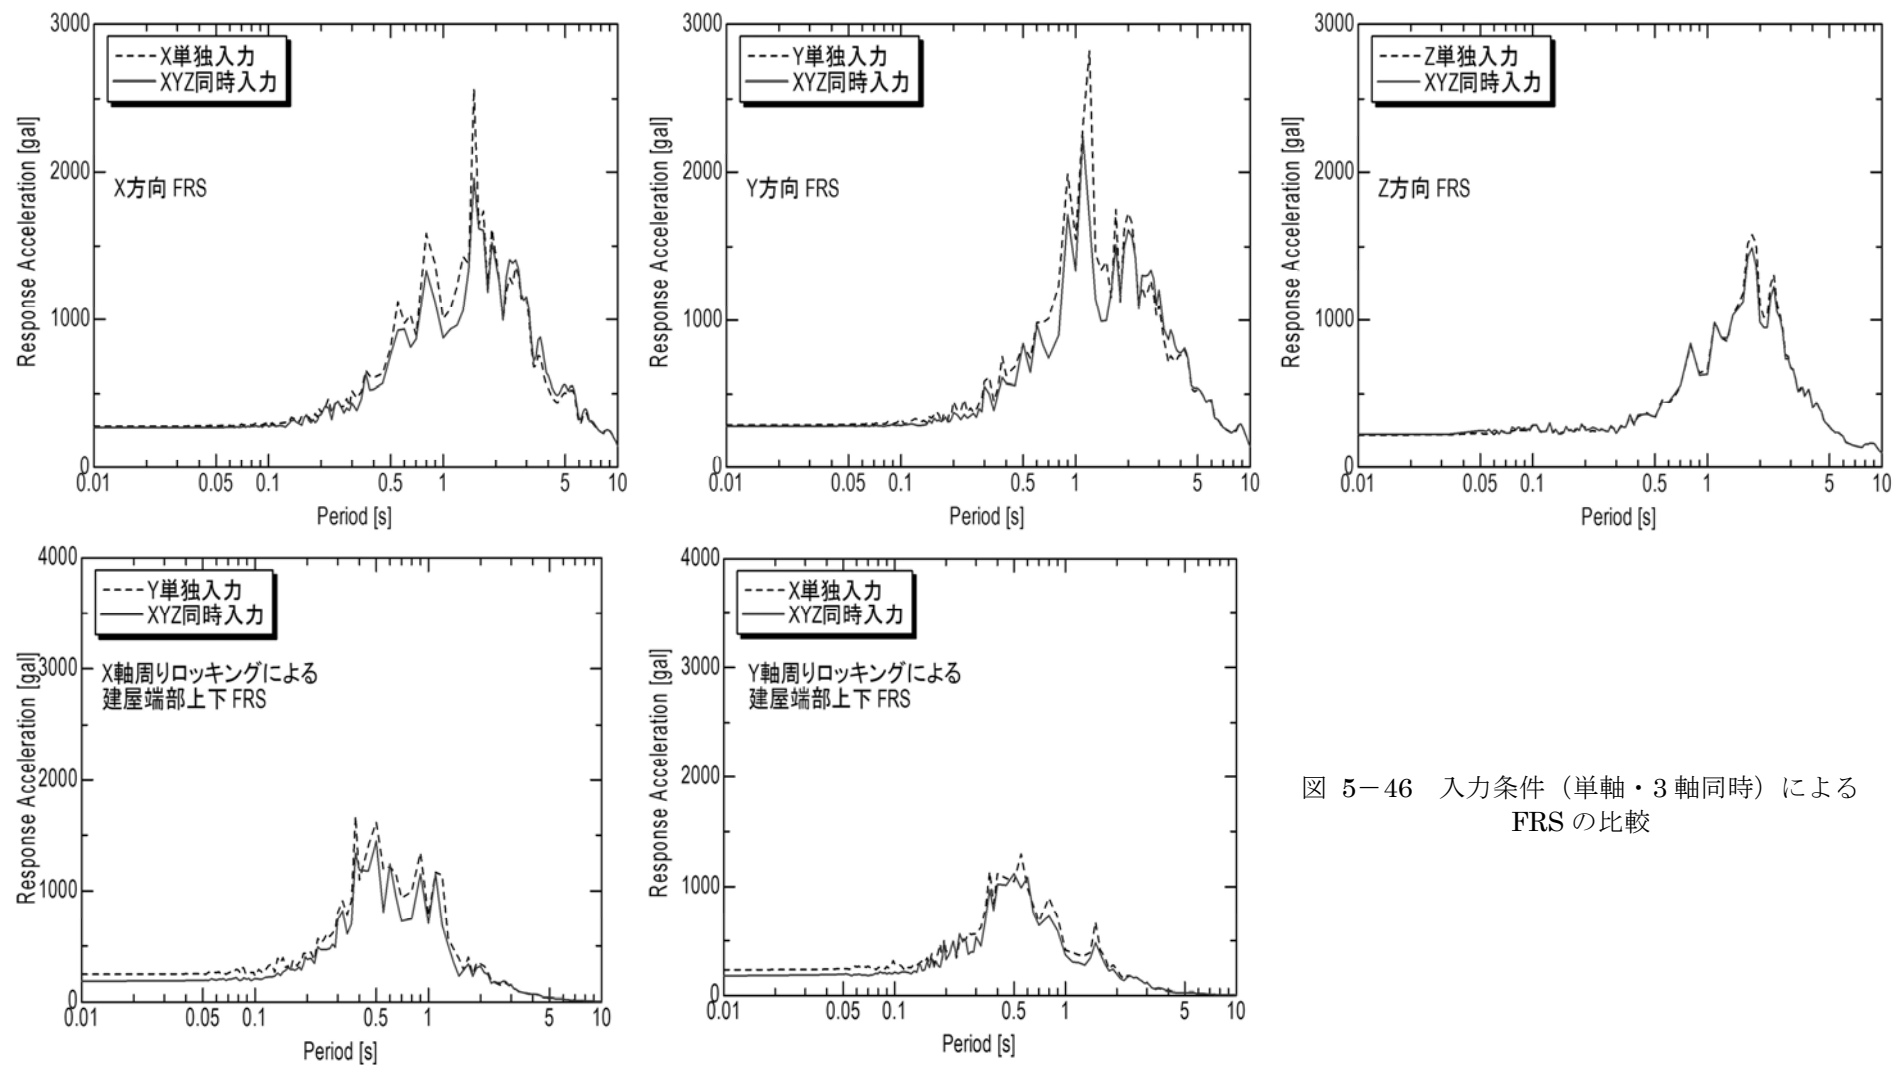 3000
2000
1000
0
Response Acceleration [gal]
X単独入力
XYZ同時入力
X方向 FRS
0.01 0.05 0.1 0.5 1 5 10
Period [s]
3000
2000
1000
0
Response Acceleration [gal]
Y単独入力
XYZ同時入力
Y方向 FRS
0.01 0.05 0.1 0.5 1 5 10
Period [s]
3000
2000
1000
0
Response Acceleration [gal]
Z単独入力
XYZ同時入力
Z方向 FRS
0.01 0.05 0.1 0.5 1 5 10
Period [s]
4000
3000
2000
1000
0
Response Acceleration [gal]
Y単独入力
XYZ同時入力
X軸周りロッキングによる
建屋端部上下 FRS
0.01 0.05 0.1 0.5 1 5 10
Period [s]
4000
3000
2000
1000
0
Response Acceleration [gal]
X単独入力
XYZ同時入力
Y軸周りロッキングによる
建屋端部上下 FRS
0.01 0.05 0.1 0.5 1 5 10
Period [s]
図 5－46　入力条件（単軸・3 軸同時）による
FRS の比較